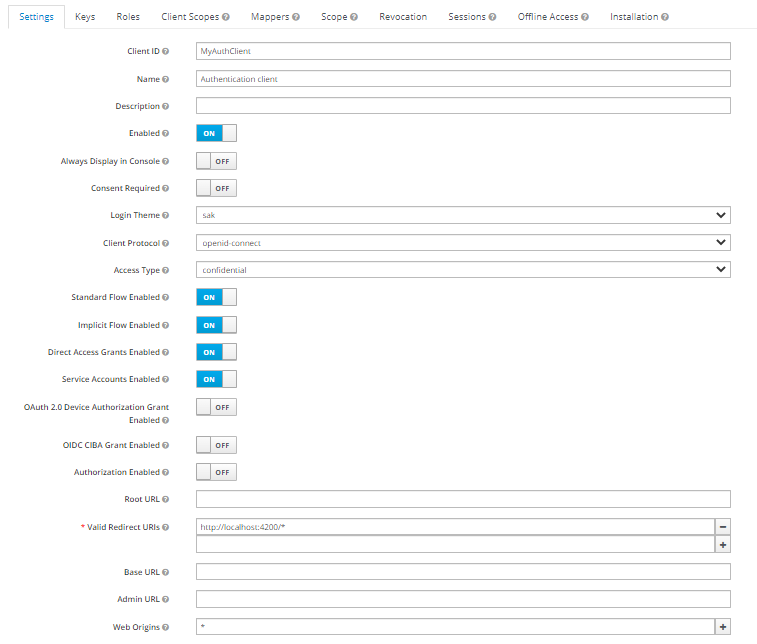 Settings Keys Roles Client Scopes Mappers Scope Revocation Sessions Offline Access Installation
Client ID MyAuthClient
Name Authentication client
Description
Enabled ON
Always Display in Console OFF
Consent Required OFF
Login Theme sak
Client Protocol openid-connect
Access Type confidential
Standard Flow Enabled ON
Implicit Flow Enabled ON
Direct Access Grants Enabled ON
Service Accounts Enabled ON
OAuth 2.0 Device Authorization Grant OFF
Enabled
OIDC CIBA Grant Enabled OFF
Authorization Enabled OFF
Root URL
* Valid Redirect URIs http://localhost:4200/*
Base URL
Admin URL
Web Origins *